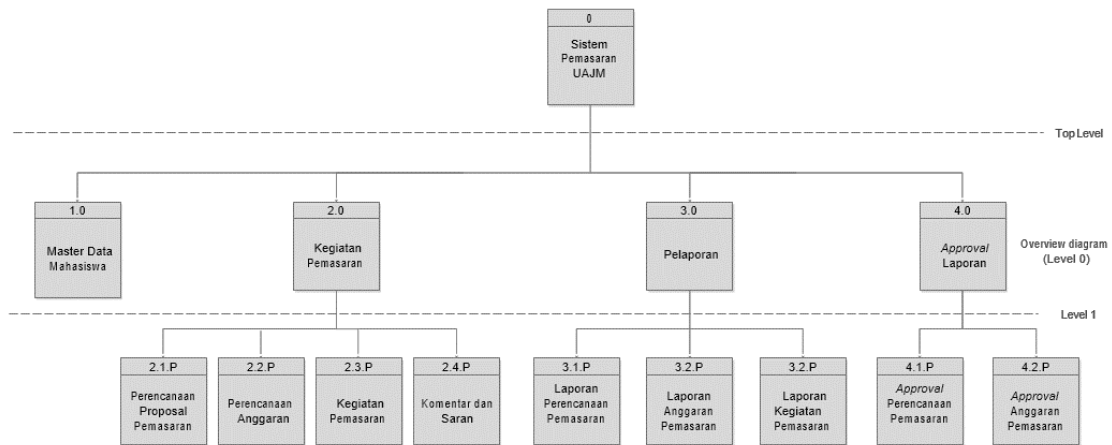 0
Sistem
Pemasaran
UAJM
Top Level
1.0
Master Data
Mahasiswa
2.0
Kegiatan
Pemasaran
3.0
Pelaporan
4.0
Approval
Laporan
Overview diagram
(Level 0)
Level 1
2.1.P
Perencanaan
Proposal
Pemasaran
2.2.P
Perencanaan
Anggaran
2.3.P
Kegiatan
Pemasaran
2.4.P
Komentar dan
Saran
3.1.P
Laporan
Perencanaan
Pemasaran
3.2.P
Laporan
Anggaran
Pemasaran
3.2.P
Laporan
Kegiatan
Pemasaran
4.1.P
Approval
Perencanaan
Pemasaran
4.2.P
Approval
Anggaran
Pemasaran